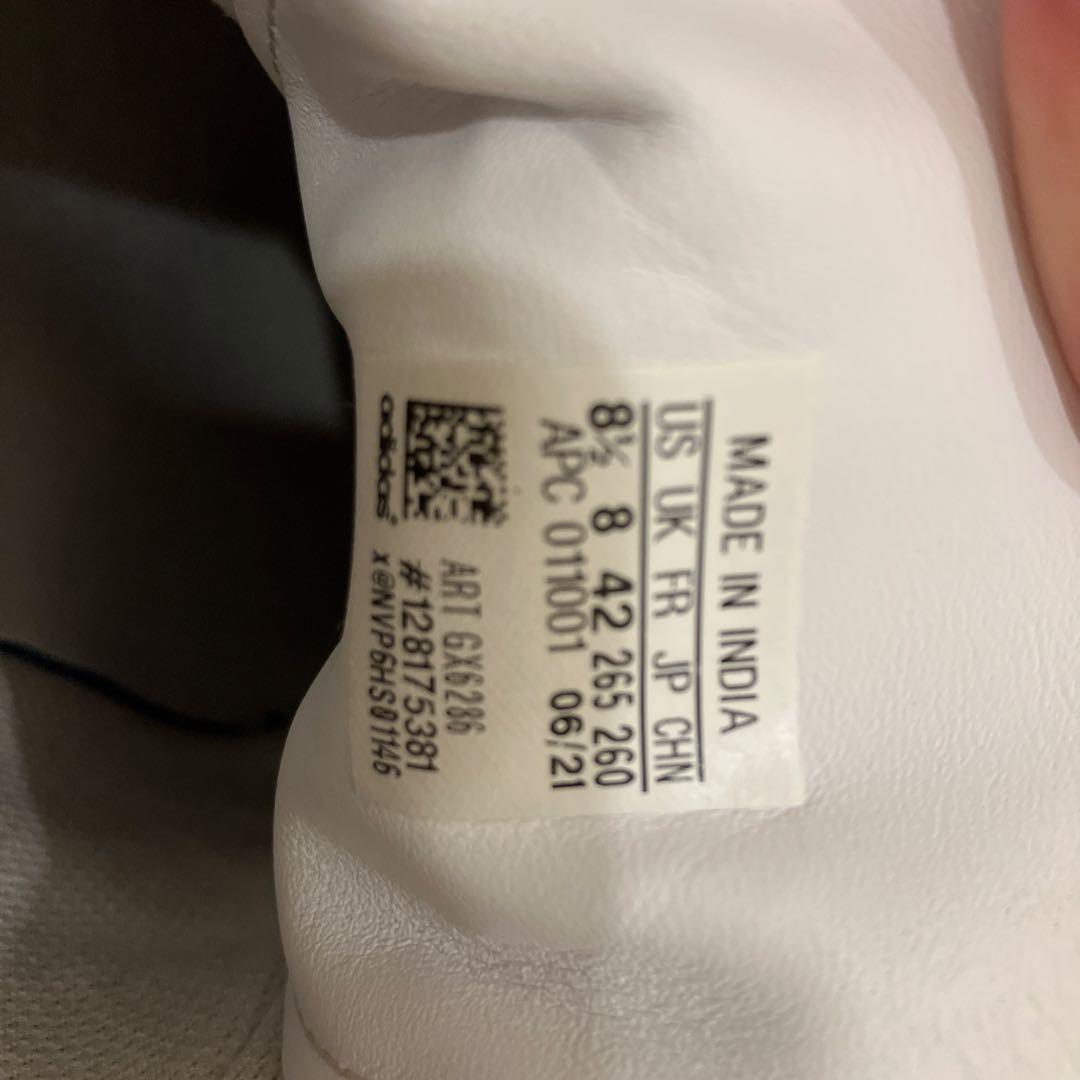 MADE IN INDIA
US UK FR JP CHN
8½ 8 42 265 260
APC 011001 06/21
ART GX6286
#128175381
x@NVP6HS01146
adidas